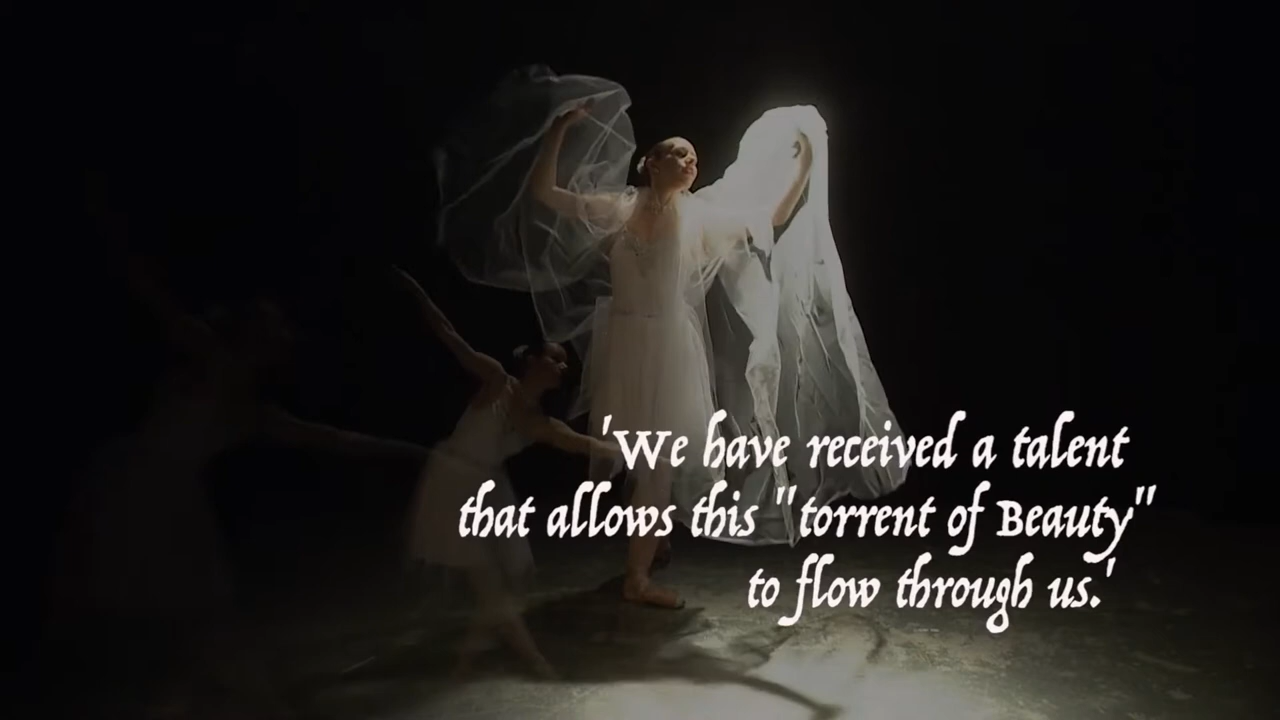 'We have received a talent
that allows this "torrent of Beauty"
to flow through us.'